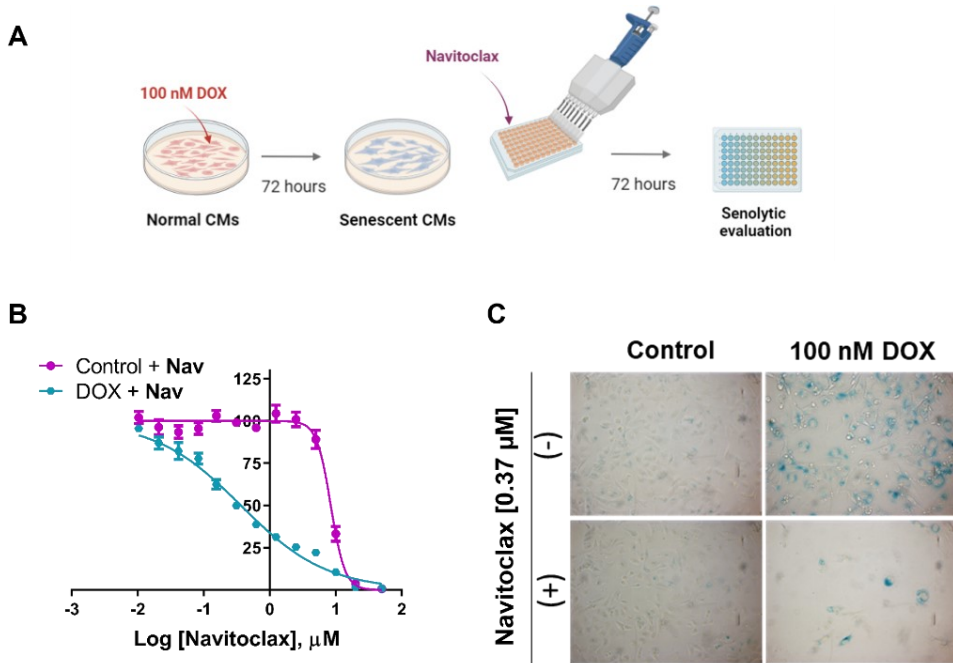 A
100 nM DOX
72 hours
Normal CMs
Senescent CMs
Navitoclax
72 hours
Senolytic
evaluation
B
Control + Nav
DOX + Nav
125
100
75
50
25
-3
-2
-1
0
1
2
Log [Navitoclax], μM
C
Control
100 nM DOX
Navitoclax [0.37 μM]
(-)
(+)